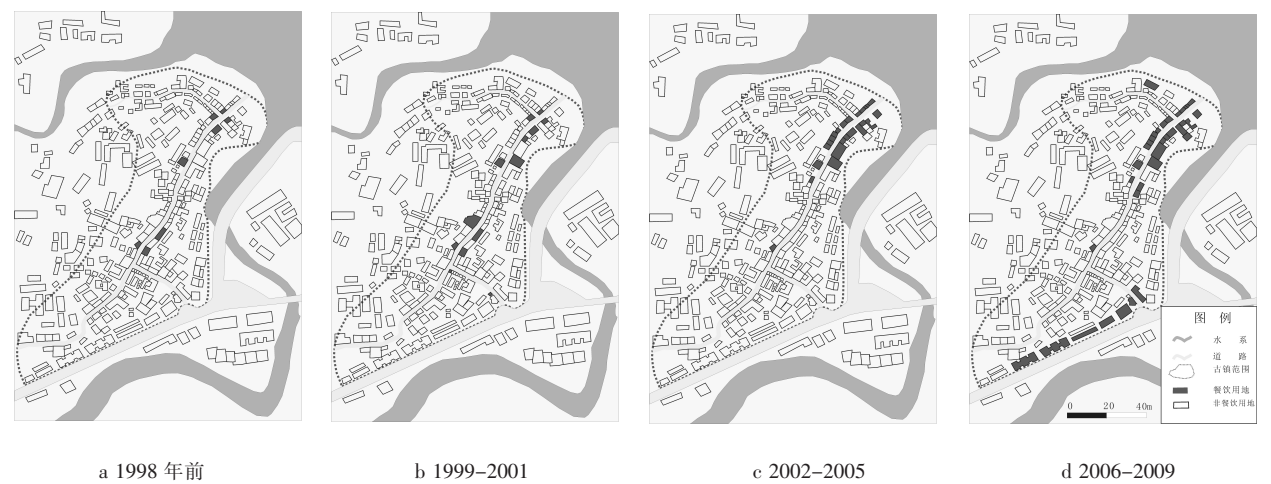 图 例
水 系
道 路
古镇范围
餐饮用地
非餐饮用地
0 20 40m
a 1998 年前
b 1999-2001
c 2002-2005
d 2006-2009